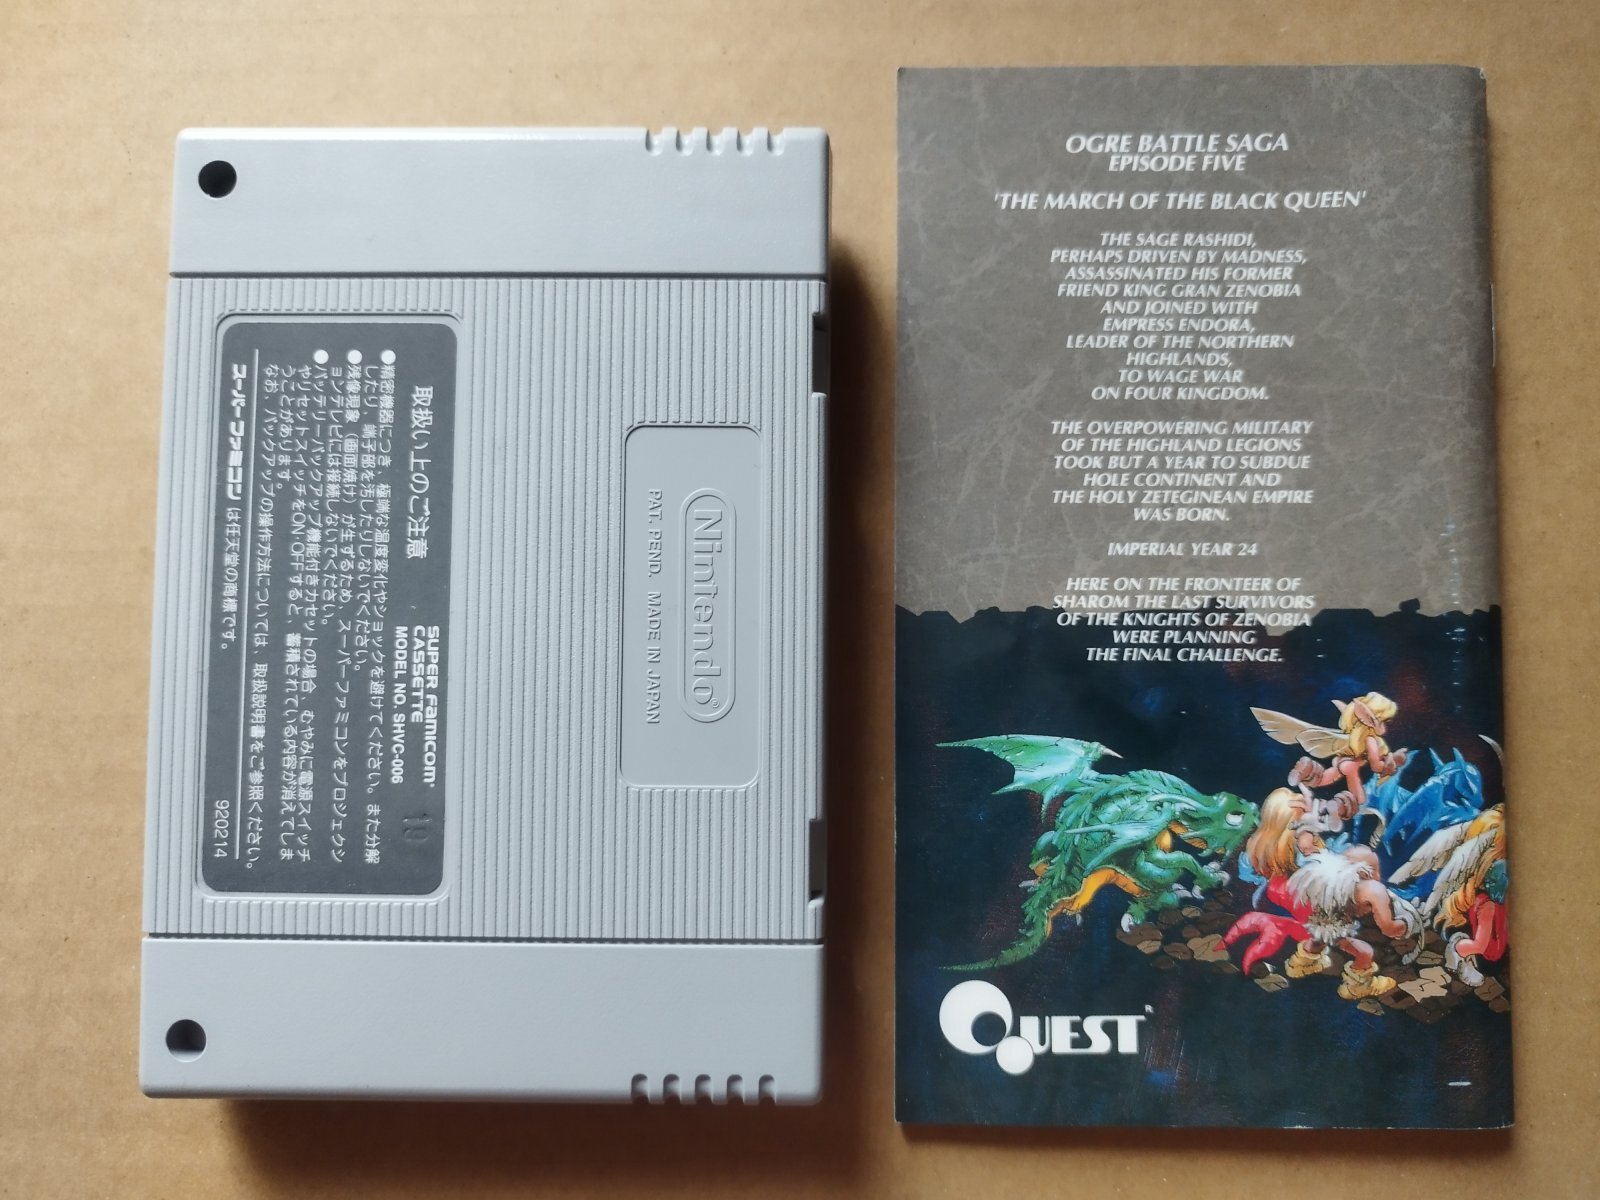 取扱い上のご注意
SUPER FAMICOM
CASSETTE
MODEL NO. SHVC-006
●精密機器につき、極端な温度変化やショックを避けてください。また分解
したり、端子部を汚したりしないでください。
●残像現象(画面焼け)が生ずるため、スーパーファミコンをプロジェクシ
ョンテレビには接続しないでください。
●バッテリーバックアップ機能付きカセットの場合、むやみに電源スイッチ
やリセットスイッチをON・OFFすると、蓄積されている内容が消えてしま
うことがあります。
なお、バックアップの操作方法については、取扱説明書をご参照ください。
スーパーファミコン は任天堂の商標です。
920214
19
Nintendo®
PAT. PEND. MADE IN JAPAN
OGRE BATTLE SAGA
EPISODE FIVE
'THE MARCH OF THE BLACK QUEEN'
THE SAGE RASHIDI,
PERHAPS DRIVEN BY MADNESS,
ASSASSINATED HIS FORMER
FRIEND KING GRAN ZENOBIA
AND JOINED WITH
EMPRESS ENDORA,
LEADER OF THE NORTHERN
HIGHLANDS,
TO WAGE WAR
ON FOUR KINGDOM.
THE OVERPOWERING MILITARY
OF THE HIGHLAND LEGIONS
TOOK BUT A YEAR TO SUBDUE
HOLE CONTINENT AND
THE HOLY ZETEGINEAN EMPIRE
WAS BORN.
IMPERIAL YEAR 24
HERE ON THE FRONTEER OF
SHAROM THE LAST SURVIVORS
OF THE KNIGHTS OF ZENOBIA
WERE PLANNING
THE FINAL CHALLENGE.
QUEST®